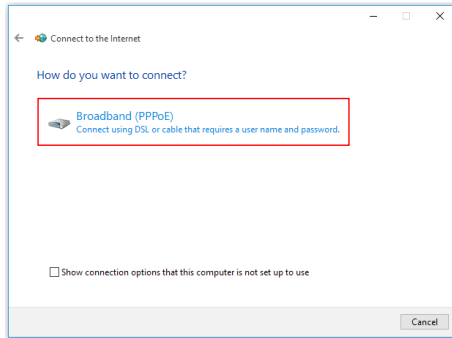 Connect to the Internet
How do you want to connect?
Broadband (PPPoE)
Connect using DSL or cable that requires a user name and password.
Show connection options that this computer is not set up to use
Cancel